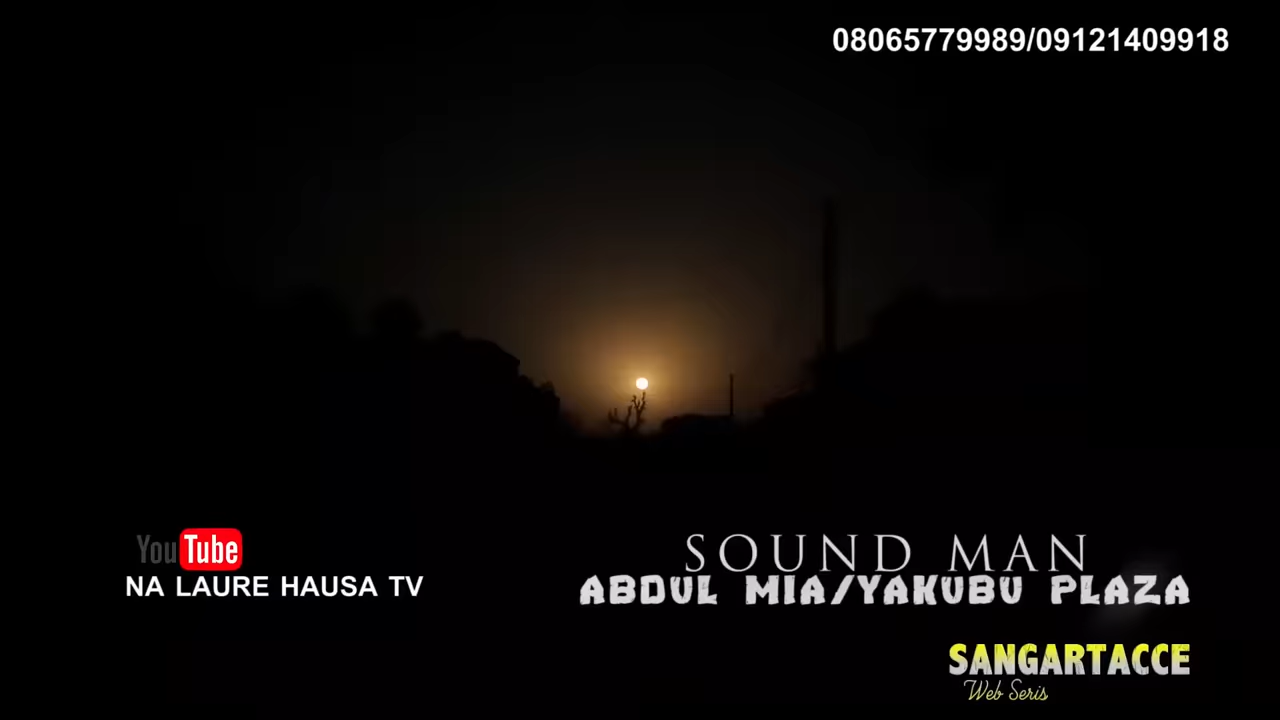 08065779989/09121409918
YouTube
NA LAURE HAUSA TV
SOUND MAN
ABDUL MIA/YAKUBU PLAZA
SANGARTACCE
Web Seris